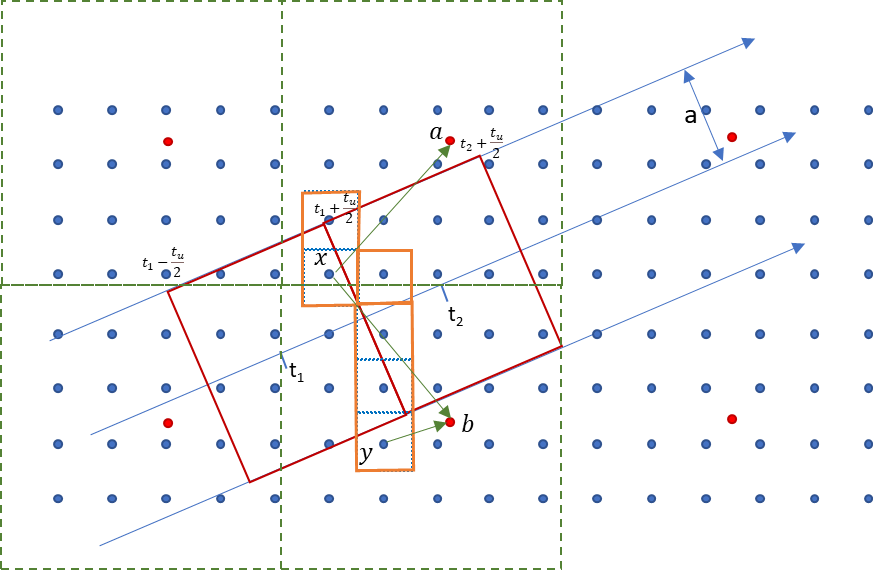 a
a
t₂ + tᵤ/2
t₁ + tᵤ/2
x
t₁ − tᵤ/2
t₂
t₁
b
y